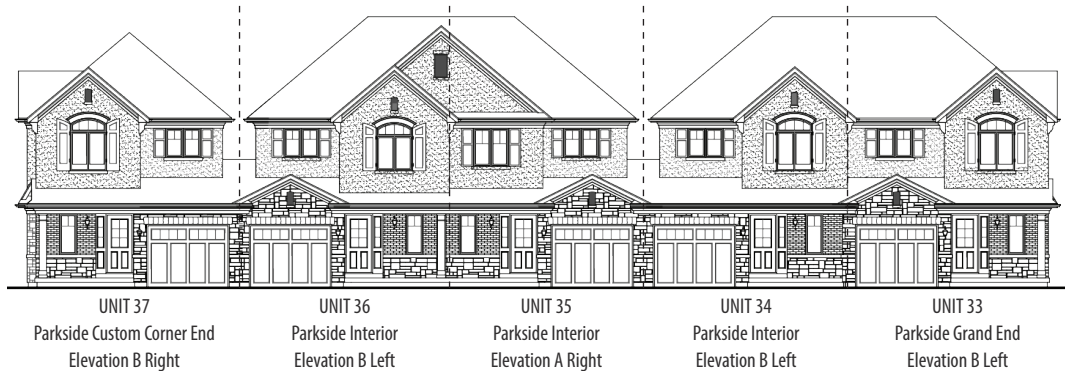 UNIT 37
Parkside Custom Corner End
Elevation B Right
UNIT 36
Parkside Interior
Elevation B Left
UNIT 35
Parkside Interior
Elevation A Right
UNIT 34
Parkside Interior
Elevation B Left
UNIT 33
Parkside Grand End
Elevation B Left